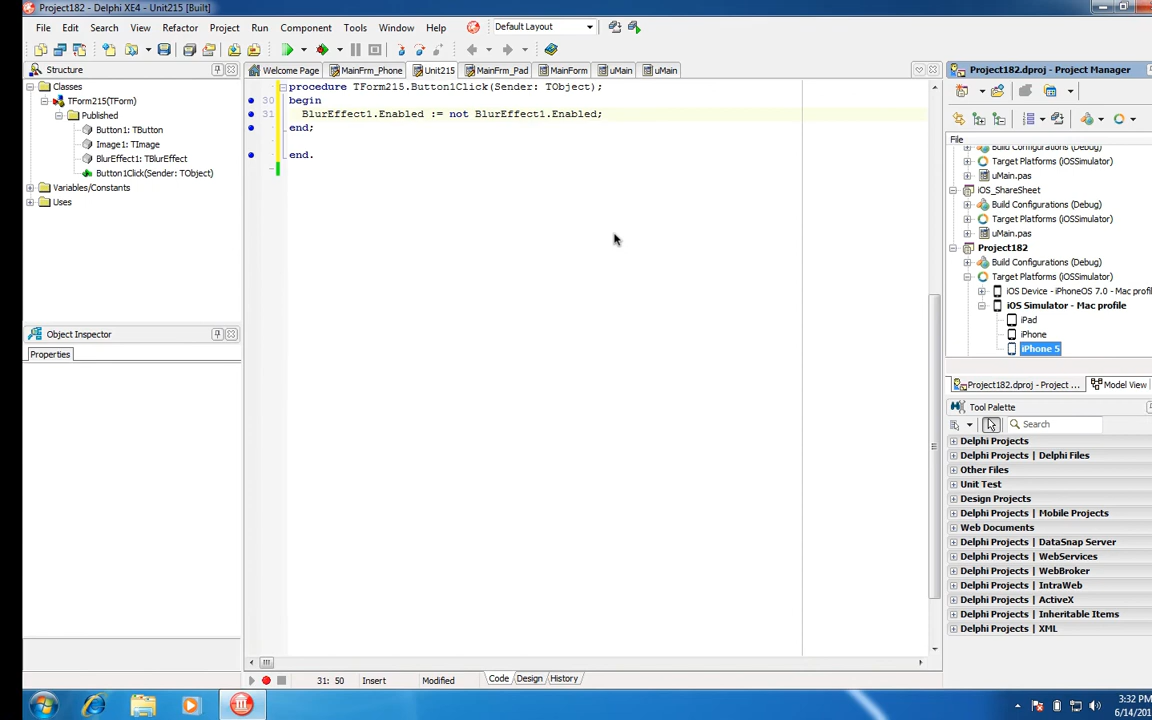 Project182 - Delphi XE4 - Unit215 [Built]
File Edit Search View Refactor Project Run Component Tools Window Help
Default Layout
Structure
Classes
TForm215(TForm)
Published
Button1: TButton
Image1: TImage
BlurEffect1: TBlurEffect
Button1Click(Sender: TObject)
Variables/Constants
Uses
Object Inspector
Properties
Welcome Page MainFrm_Phone Unit215 MainFrm_Pad MainForm uMain uMain
procedure TForm215.Button1Click(Sender: TObject);
30 begin
31 BlurEffect1.Enabled := not BlurEffect1.Enabled;
end;
end.
31: 50 Insert Modified Code Design History
Project182.dproj - Project Manager
File
Target Platforms (iOSSimulator)
uMain.pas
iOS_ShareSheet
Build Configurations (Debug)
Target Platforms (iOSSimulator)
uMain.pas
Project182
Build Configurations (Debug)
Target Platforms (iOSSimulator)
iOS Device - iPhoneOS 7.0 - Mac profil
iOS Simulator - Mac profile
iPad
iPhone
iPhone 5
Project182.dproj - Project ... Model View
Tool Palette
Search
Delphi Projects
Delphi Projects | Delphi Files
Other Files
Unit Test
Design Projects
Delphi Projects | Mobile Projects
Web Documents
Delphi Projects | DataSnap Server
Delphi Projects | WebServices
Delphi Projects | WebBroker
Delphi Projects | IntraWeb
Delphi Projects | ActiveX
Delphi Projects | Inheritable Items
Delphi Projects | XML
3:32 PM
6/14/201